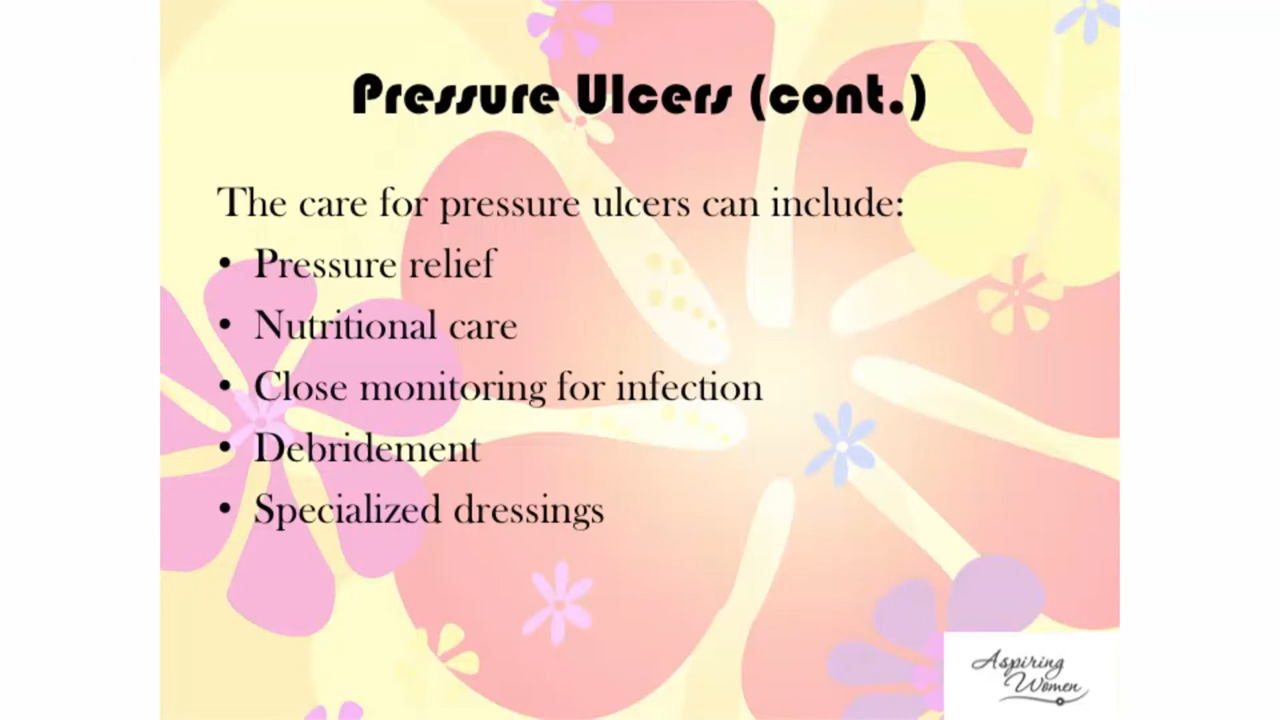 Pressure Ulcers (cont.)
The care for pressure ulcers can include:
• Pressure relief
• Nutritional care
• Close monitoring for infection
• Debridement
• Specialized dressings
Aspiring
Women